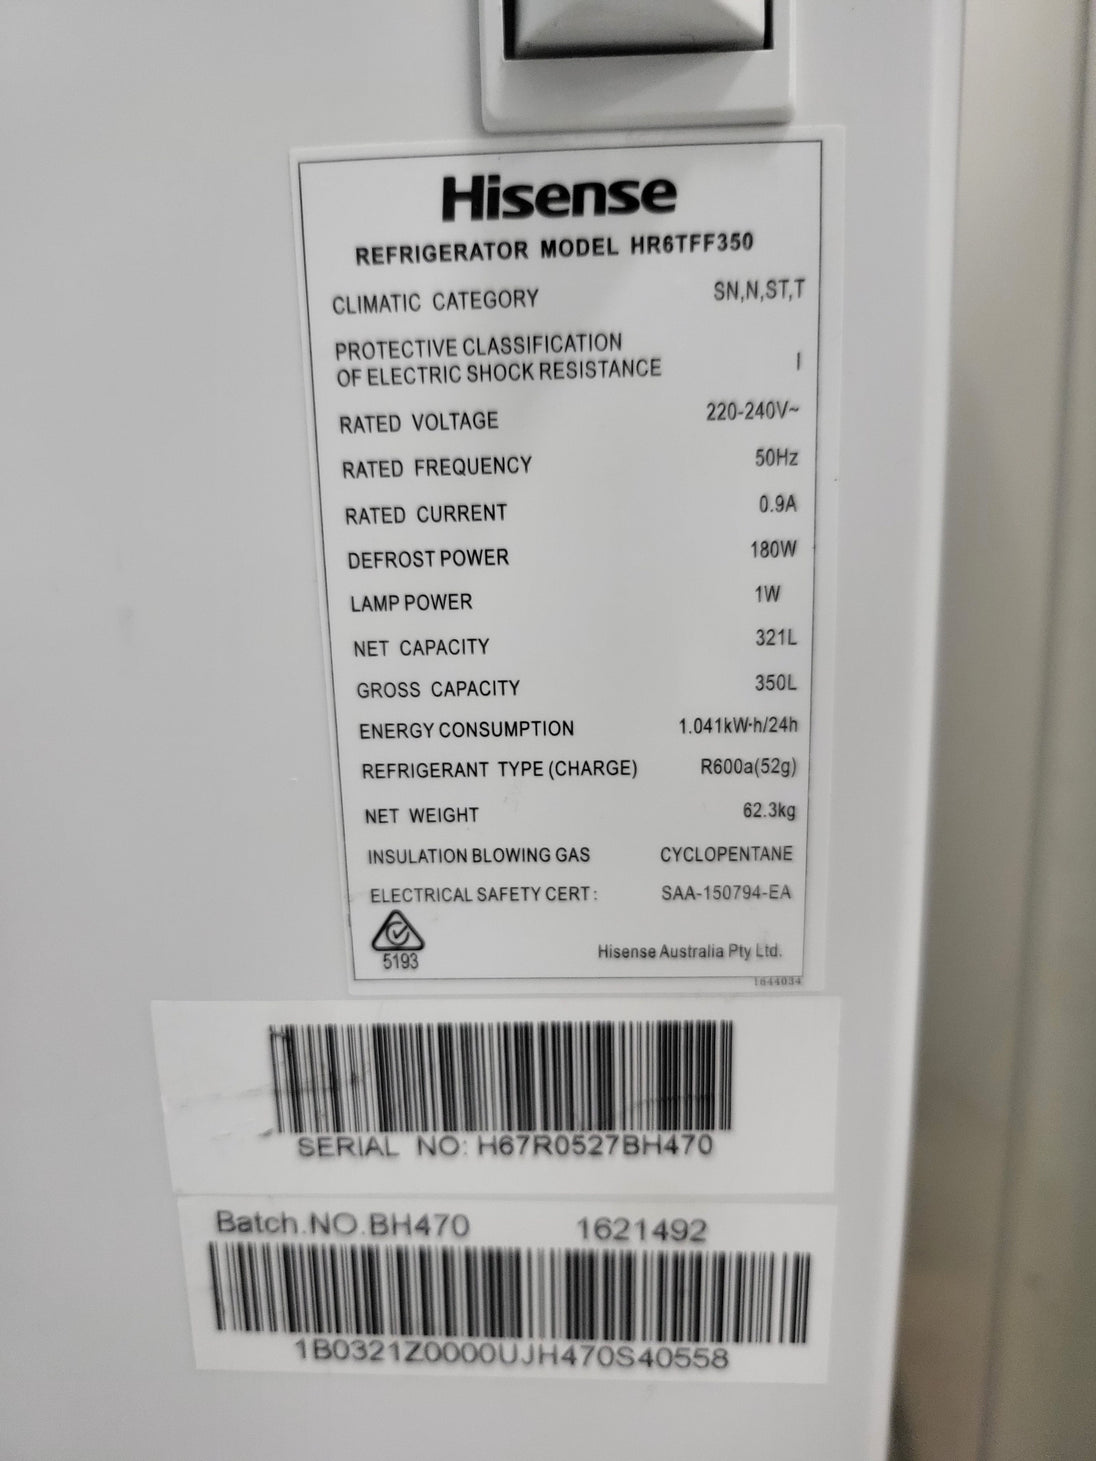 Hisense
REFRIGERATOR MODEL HR6TFF350
CLIMATIC CATEGORY SN,N,ST,T
PROTECTIVE CLASSIFICATION
OF ELECTRIC SHOCK RESISTANCE I
RATED VOLTAGE 220-240V~
RATED FREQUENCY 50Hz
RATED CURRENT 0.9A
DEFROST POWER 180W
LAMP POWER 1W
NET CAPACITY 321L
GROSS CAPACITY 350L
ENERGY CONSUMPTION 1.041kW·h/24h
REFRIGERANT TYPE (CHARGE) R600a(52g)
NET WEIGHT 62.3kg
INSULATION BLOWING GAS CYCLOPENTANE
ELECTRICAL SAFETY CERT: SAA-150794-EA
5193
Hisense Australia Pty Ltd.
1644034
SERIAL NO: H67R0527BH470
Batch.NO.BH470 1621492
1B0321Z0000UJH470S40558